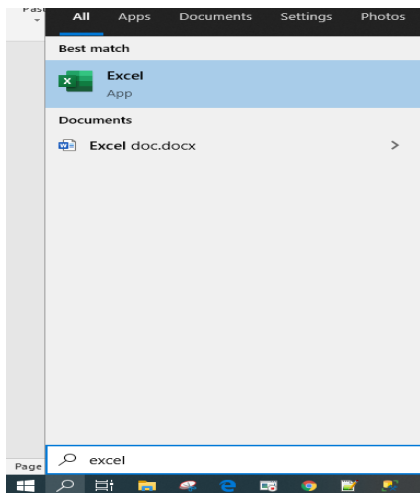 All Apps Documents Settings Photos
Best match
Excel
App
Documents
Excel doc.docx
Page
excel